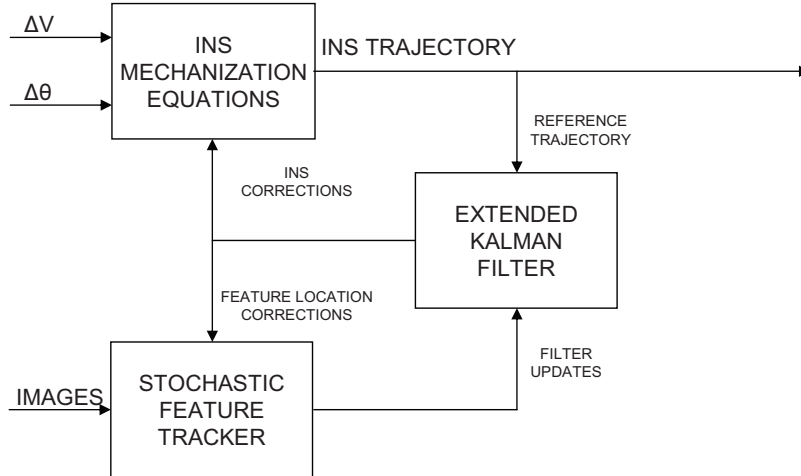 ΔV
INS
MECHANIZATION
EQUATIONS
Δθ
INS TRAJECTORY
REFERENCE
TRAJECTORY
INS
CORRECTIONS
EXTENDED
KALMAN
FILTER
FEATURE LOCATION
CORRECTIONS
FILTER
UPDATES
IMAGES
STOCHASTIC
FEATURE
TRACKER